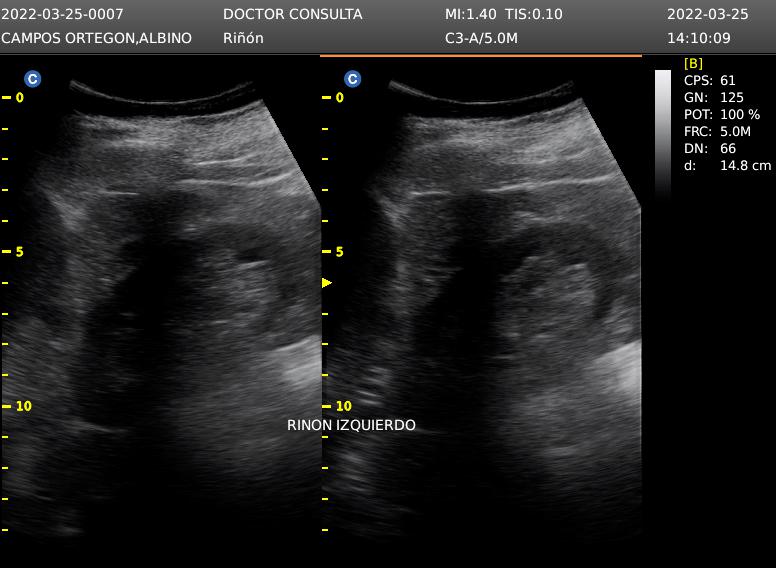 2022-03-25-0007 DOCTOR CONSULTA MI:1.40 TIS:0.10 2022-03-25
CAMPOS ORTEGON,ALBINO Riñón C3-A/5.0M 14:10:09
[B]
C C
CPS: 61
0 0
GN: 125
POT: 100 %
FRC: 5.0M
DN: 66
d: 14.8 cm
5 5
10 10
RINON IZQUIERDO